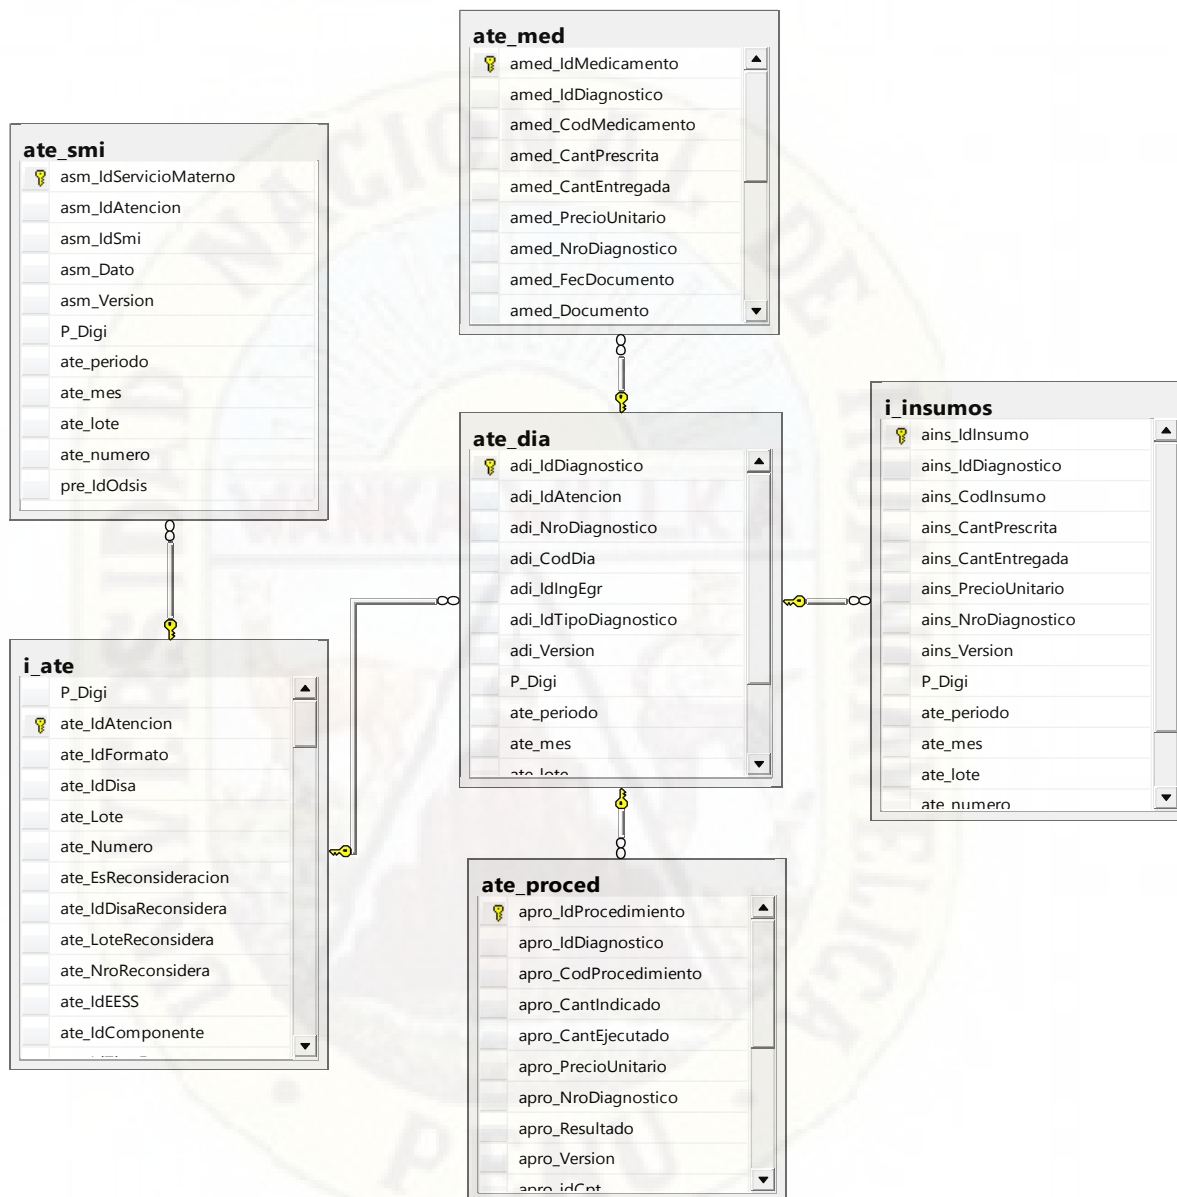 ate_med
amed_IdMedicamento
amed_IdDiagnostico
amed_CodMedicamento
amed_CantPrescrita
amed_CantEntregada
amed_PrecioUnitario
amed_NroDiagnostico
amed_FecDocumento
amed_Documento
ate_smi
asm_IdServicioMaterno
asm_IdAtencion
asm_IdSmi
asm_Dato
asm_Version
P_Digi
ate_periodo
ate_mes
ate_lote
ate_numero
pre_IdOdsis
ate_dia
adi_IdDiagnostico
adi_IdAtencion
adi_NroDiagnostico
adi_CodDia
adi_IdIngEgr
adi_IdTipoDiagnostico
adi_Version
P_Digi
ate_periodo
ate_mes
ate_lote
i_insumos
ains_IdInsumo
ains_IdDiagnostico
ains_CodInsumo
ains_CantPrescrita
ains_CantEntregada
ains_PrecioUnitario
ains_NroDiagnostico
ains_Version
P_Digi
ate_periodo
ate_mes
ate_lote
ate_numero
i_ate
P_Digi
ate_IdAtencion
ate_IdFormato
ate_IdDisa
ate_Lote
ate_Numero
ate_EsReconsideracion
ate_IdDisaReconsidera
ate_LoteReconsidera
ate_NroReconsidera
ate_IdEESS
ate_IdComponente
ate_proced
apro_IdProcedimiento
apro_IdDiagnostico
apro_CodProcedimiento
apro_CantIndicado
apro_CantEjecutado
apro_PrecioUnitario
apro_NroDiagnostico
apro_Resultado
apro_Version
apro_idCpt